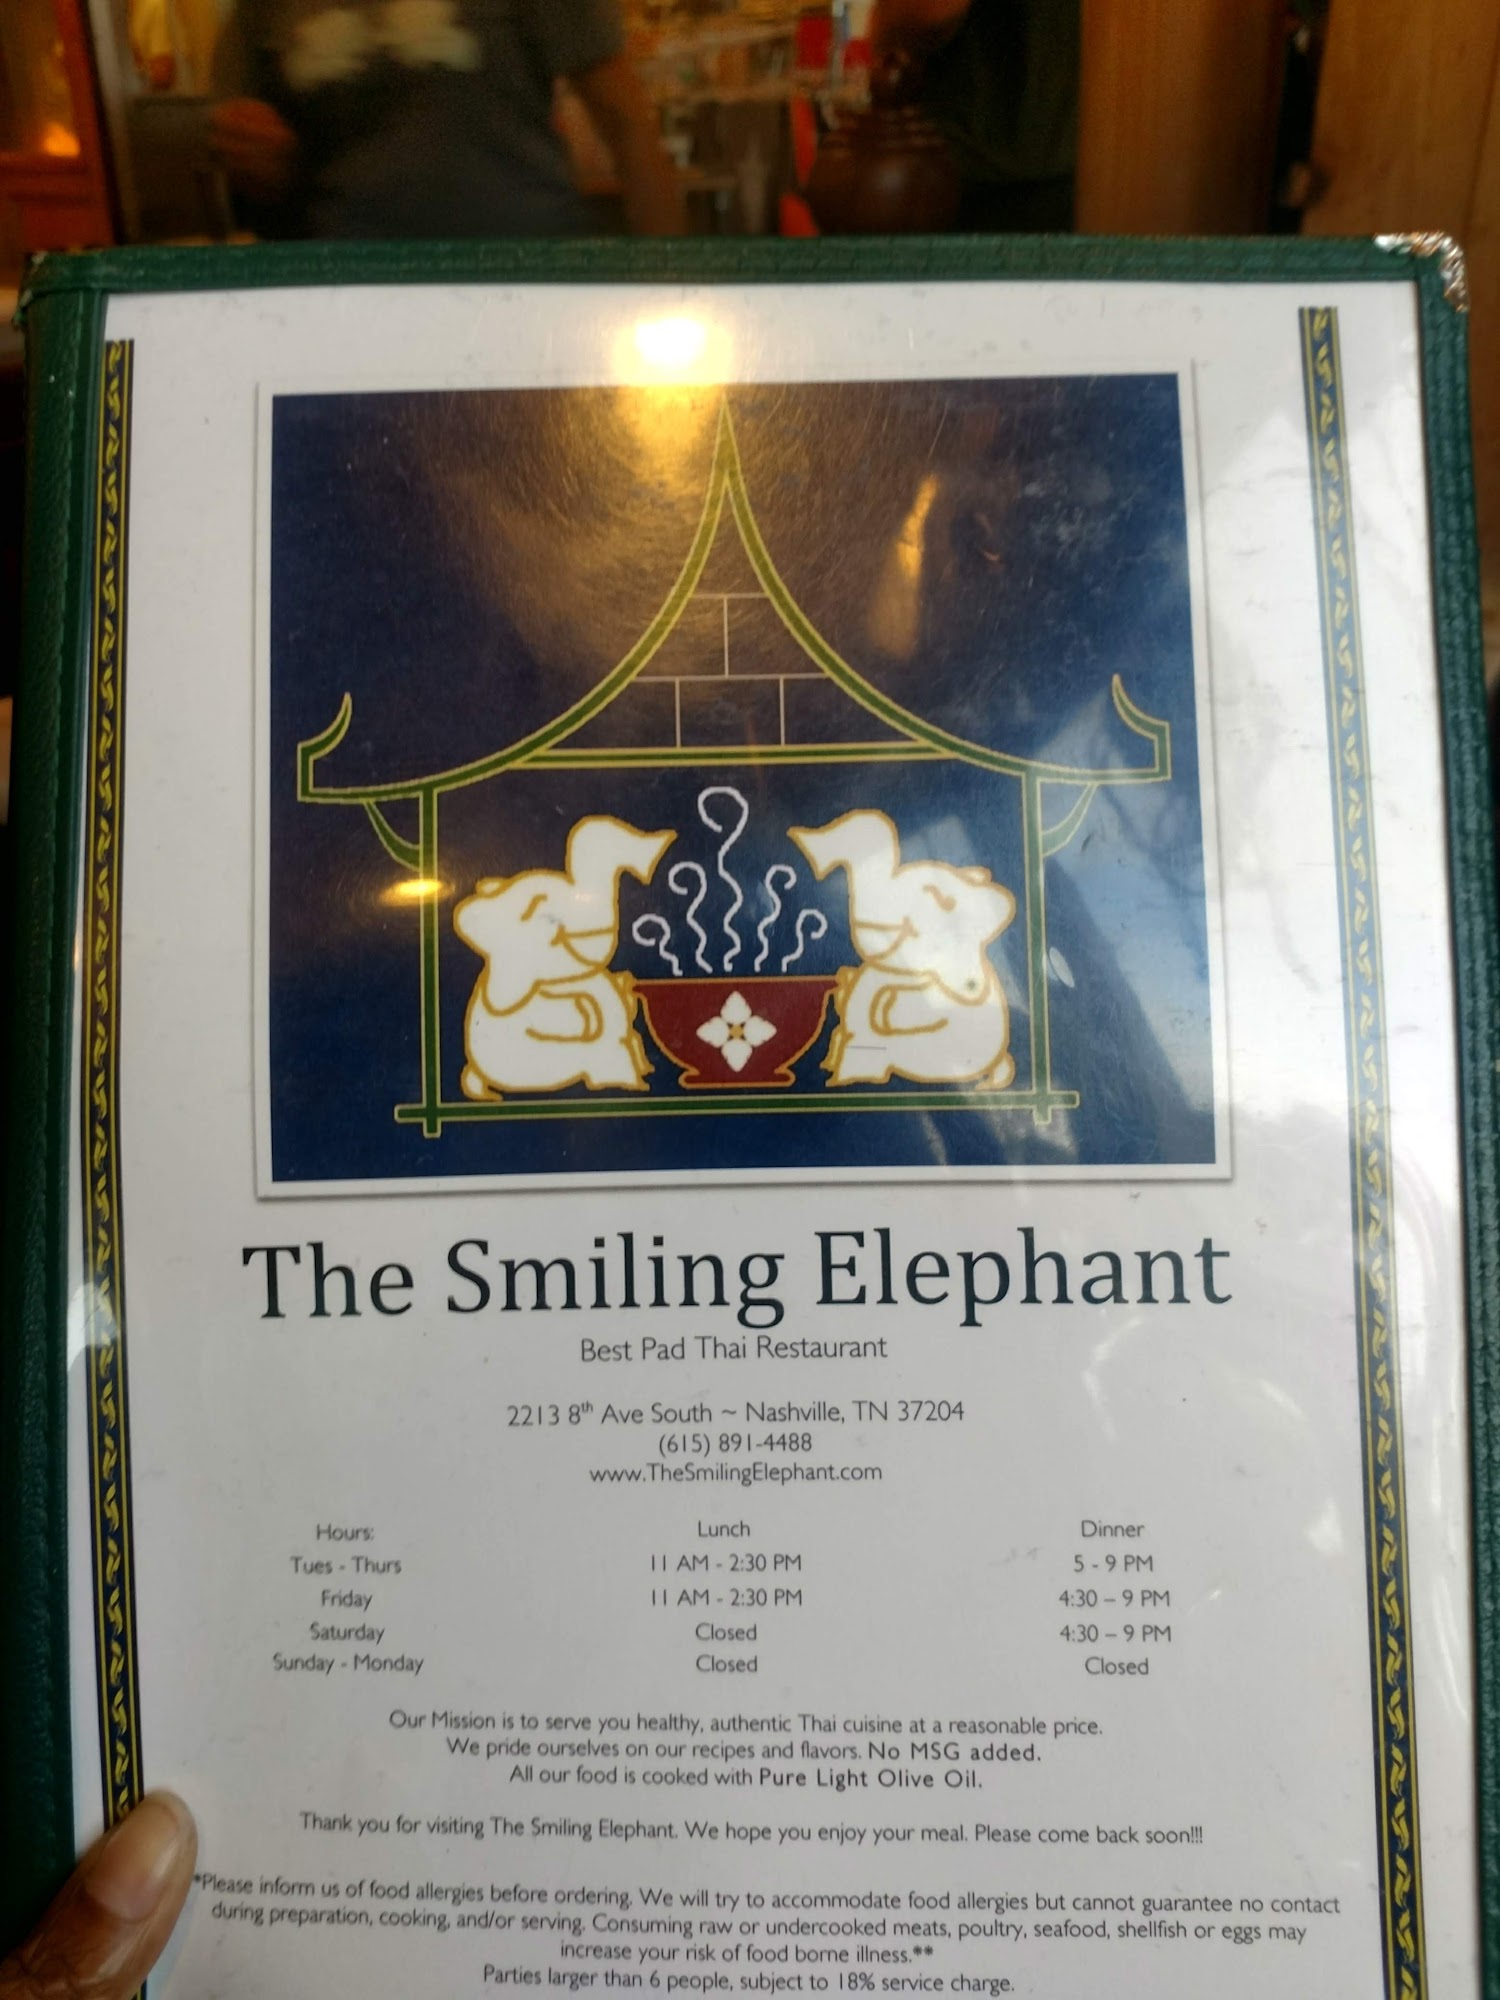 The Smiling Elephant
Best Pad Thai Restaurant
2213 8th Ave South ~ Nashville, TN 37204
(615) 891-4488
www.TheSmilingElephant.com
Hours: Lunch Dinner
Tues - Thurs 11 AM - 2:30 PM 5 - 9 PM
Friday 11 AM - 2:30 PM 4:30 – 9 PM
Saturday Closed 4:30 – 9 PM
Sunday - Monday Closed Closed
Our Mission is to serve you healthy, authentic Thai cuisine at a reasonable price.
We pride ourselves on our recipes and flavors. No MSG added.
All our food is cooked with Pure Light Olive Oil.
Thank you for visiting The Smiling Elephant. We hope you enjoy your meal. Please come back soon!!!
*Please inform us of food allergies before ordering. We will try to accommodate food allergies but cannot guarantee no contact
during preparation, cooking, and/or serving. Consuming raw or undercooked meats, poultry, seafood, shellfish or eggs may
increase your risk of food borne illness.**
Parties larger than 6 people, subject to 18% service charge.